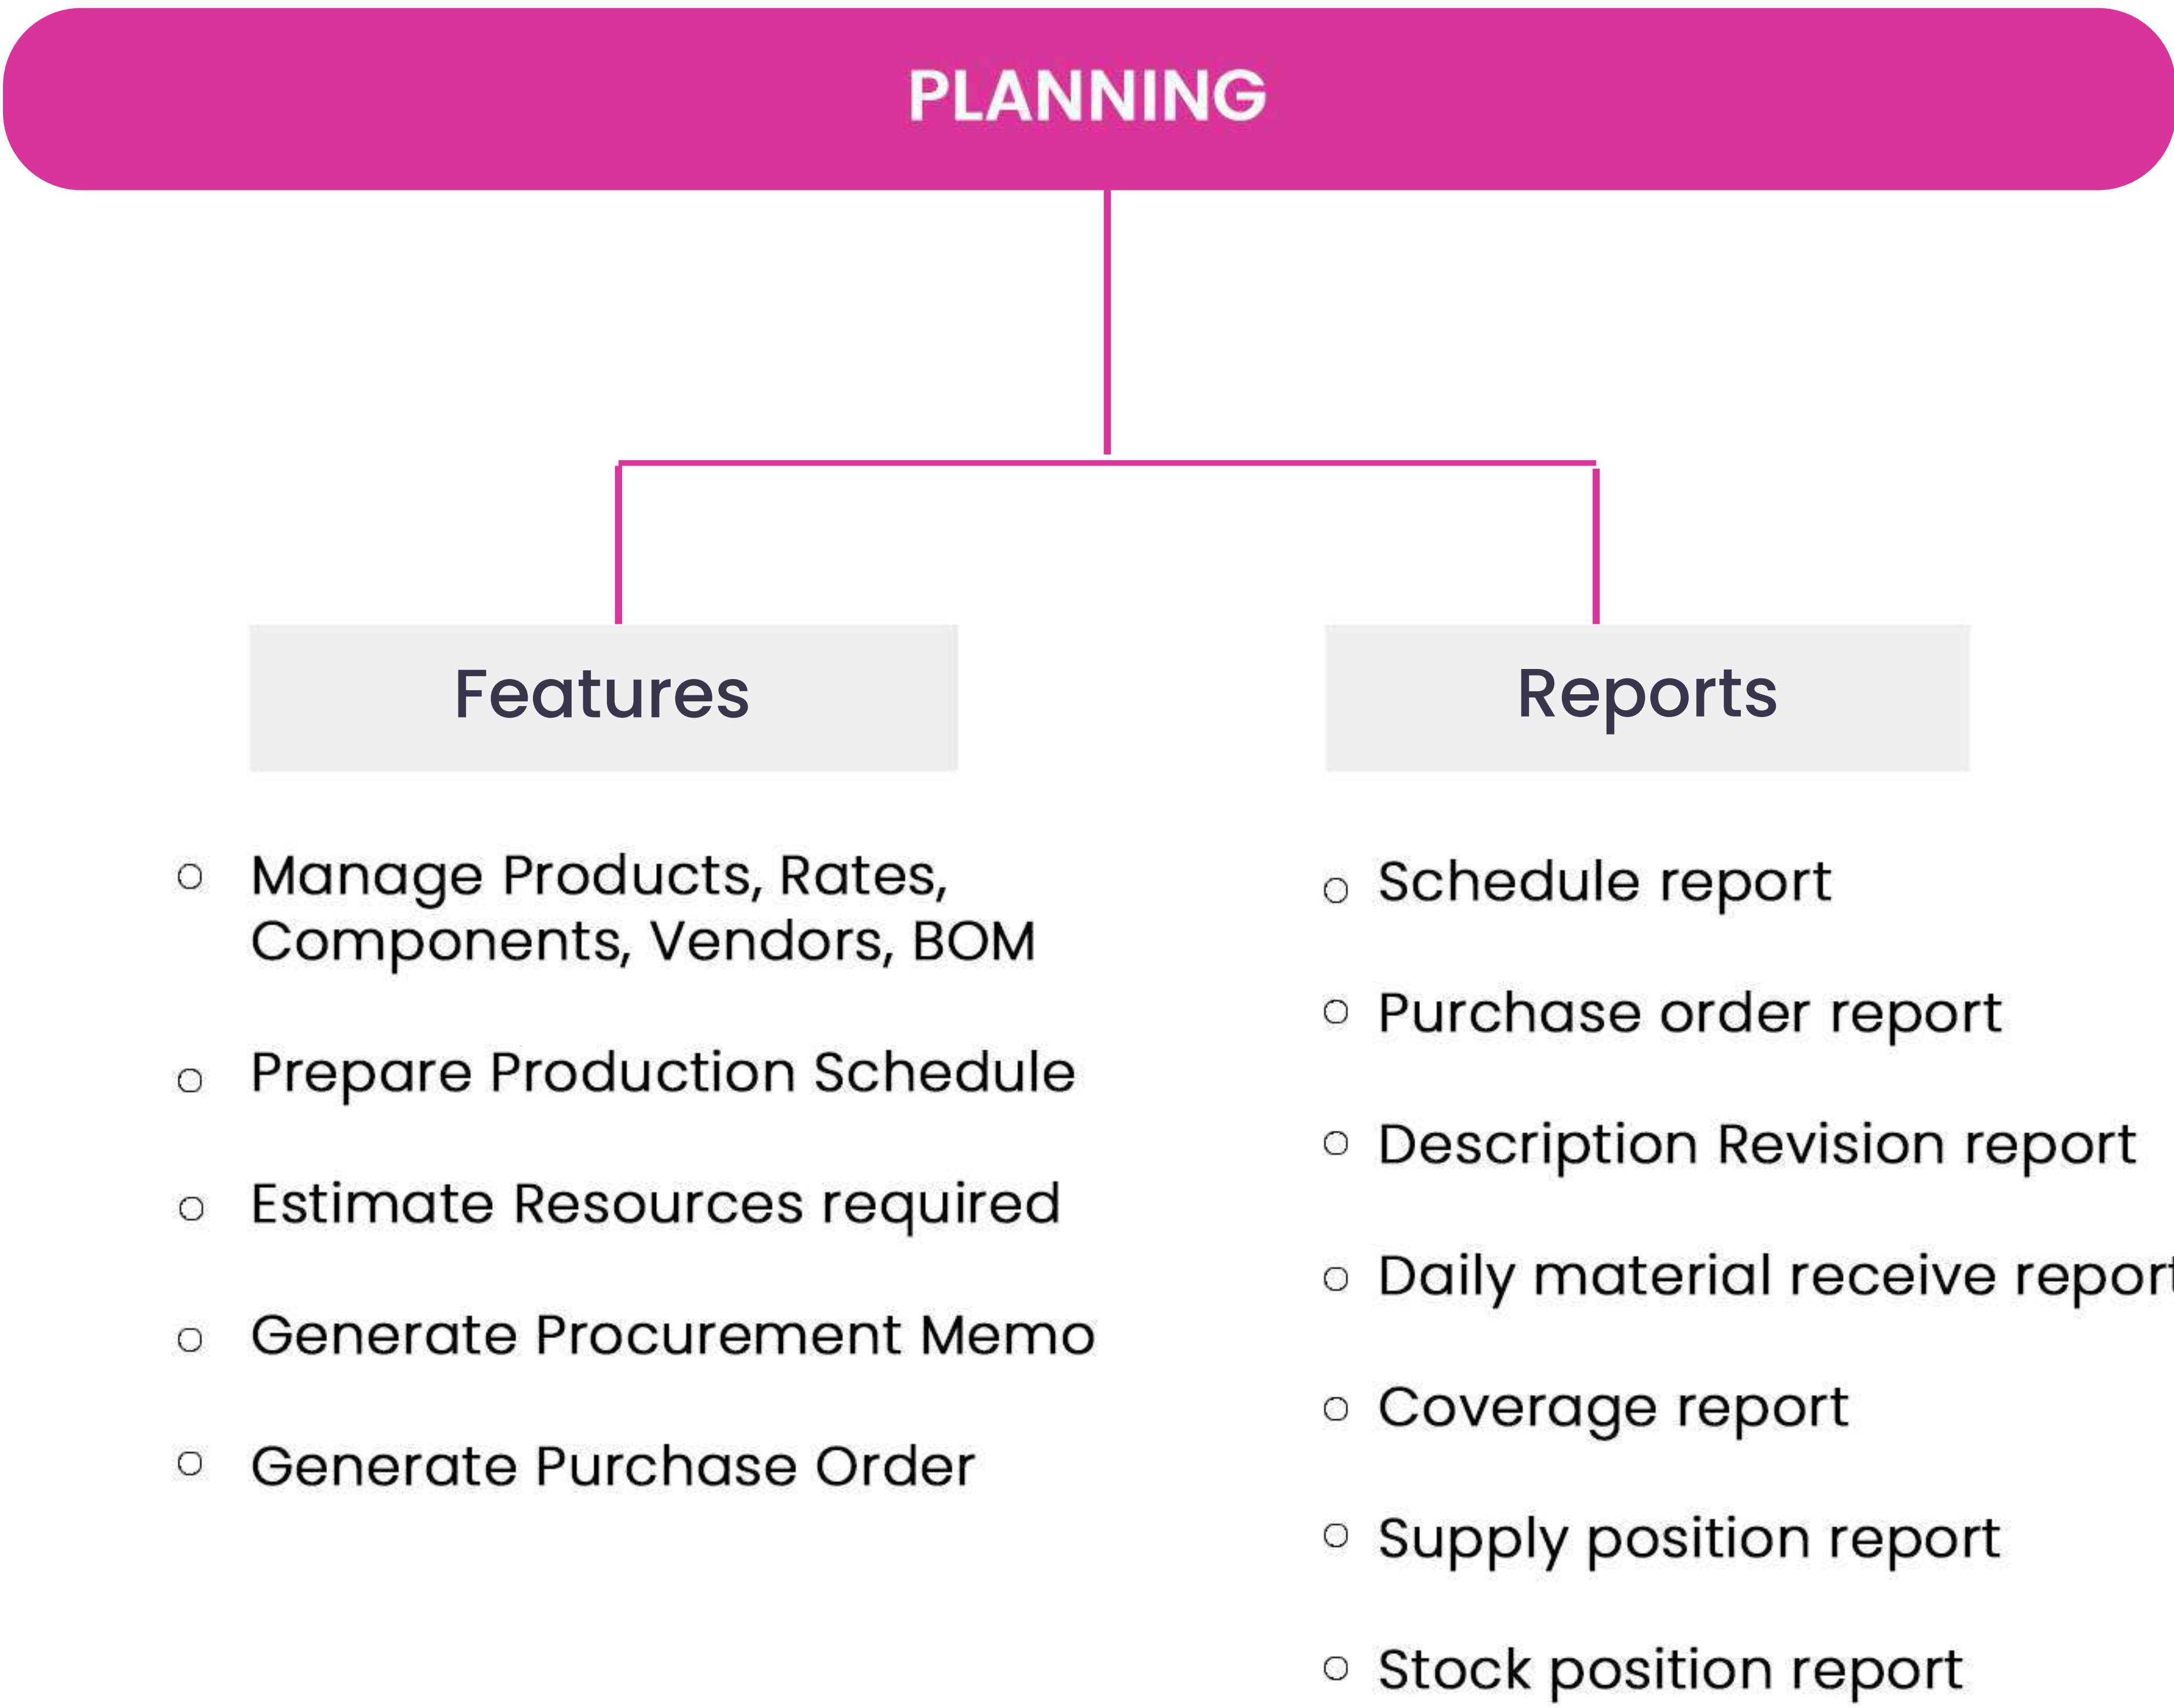 PLANNING
Features
Manage Products, Rates,
Components, Vendors, BOM
Prepare Production Schedule
Estimate Resources required
Generate Procurement Memo
Generate Purchase Order
Reports
Schedule report
Purchase order report
Description Revision report
Daily material receive report
Coverage report
Supply position report
Stock position report